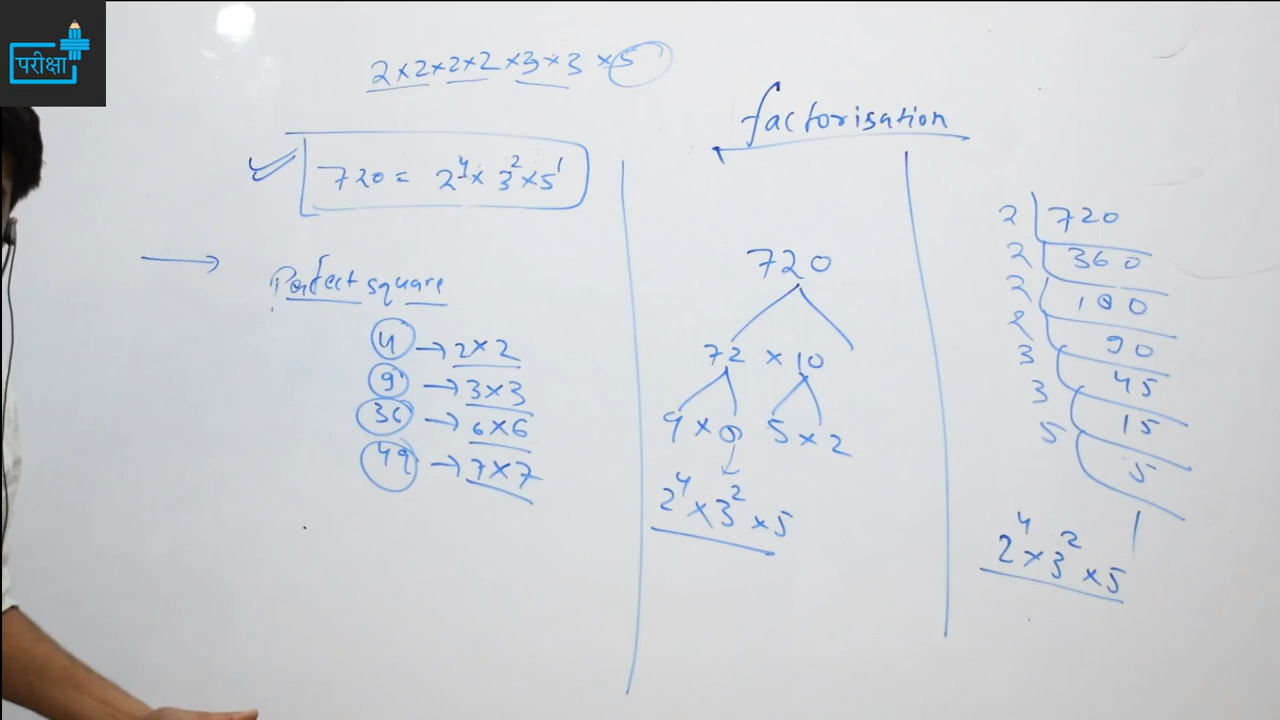 परीक्षा
2×2×2×2×3×3×5
720 = 2⁴× 3²×5¹
Perfect square
4 → 2×2
9 → 3×3
36 → 6×6
49 → 7×7
factorisation
720
72 × 10
9 × 8 5 × 2
2⁴×3²×5
2 720
2 360
2 180
2 90
3 45
3 15
5 5
1
2⁴×3²×5